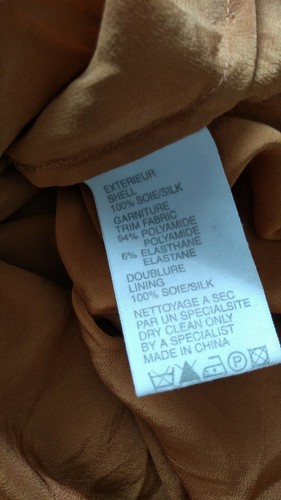 EXTERIEUR
SHELL
100% SOIE/SILK
GARNITURE
TRIM FABRIC
94% POLYAMIDE
POLYAMIDE
6% ELASTHANE
ELASTANE
DOUBLURE
LINING
100% SOIE/SILK
NETTOYAGE A SEC
PAR UN SPECIALSITE
DRY CLEAN ONLY
BY A SPECIALIST
MADE IN CHINA
P